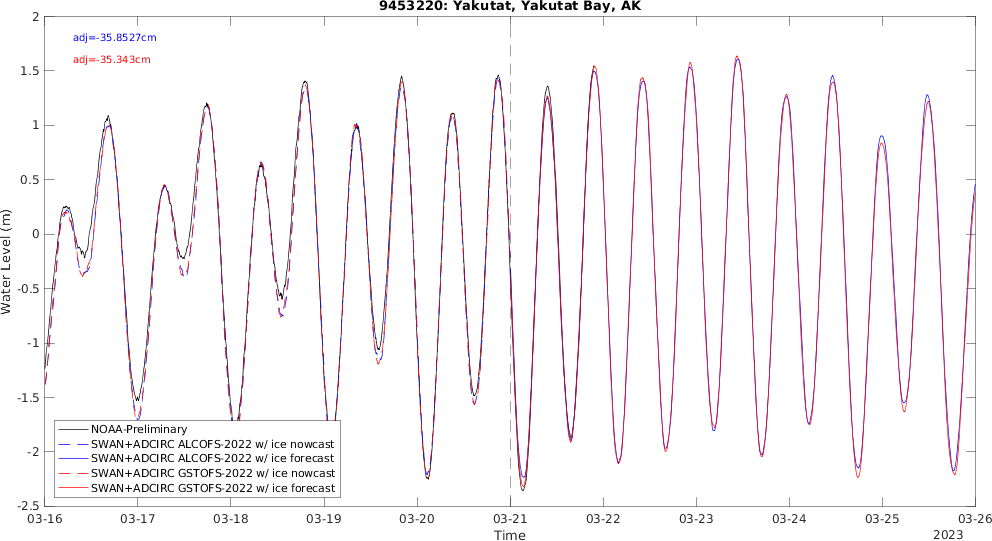 9453220: Yakutat, Yakutat Bay, AK
2
adj=-35.8527cm
adj=-35.343cm
1.5
1
0.5
0
-0.5
-1
-1.5
-2
-2.5
Water Level (m)
NOAA-Preliminary
SWAN+ADCIRC ALCOFS-2022 w/ ice nowcast
SWAN+ADCIRC ALCOFS-2022 w/ ice forecast
SWAN+ADCIRC GSTOFS-2022 w/ ice nowcast
SWAN+ADCIRC GSTOFS-2022 w/ ice forecast
03-16 03-17 03-18 03-19 03-20 03-21 03-22 03-23 03-24 03-25 03-26
Time
2023